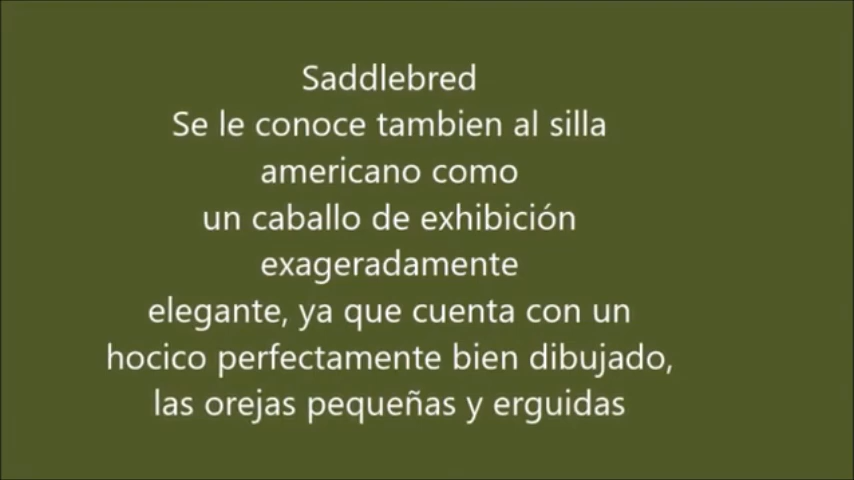 Saddlebred
Se le conoce tambien al silla
americano como
un caballo de exhibición
exageradamente
elegante, ya que cuenta con un
hocico perfectamente bien dibujado,
las orejas pequeñas y erguidas